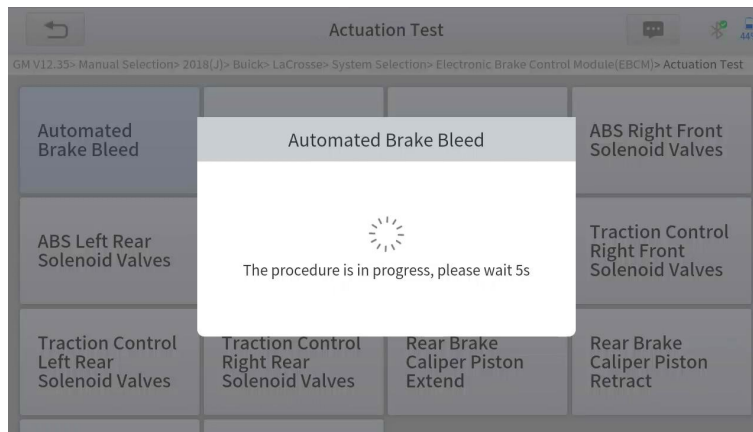 Actuation Test
44%
GM V12.35> Manual Selection> 2018(J)> Buick> LaCrosse> System Selection> Electronic Brake Control Module(EBCM)> Actuation Test
Automated
Brake Bleed
ABS Right Front
Solenoid Valves
Automated Brake Bleed
The procedure is in progress, please wait 5s
ABS Left Rear
Solenoid Valves
Traction Control
Right Front
Solenoid Valves
Traction Control
Left Rear
Solenoid Valves
Traction Control
Right Rear
Solenoid Valves
Rear Brake
Caliper Piston
Extend
Rear Brake
Caliper Piston
Retract